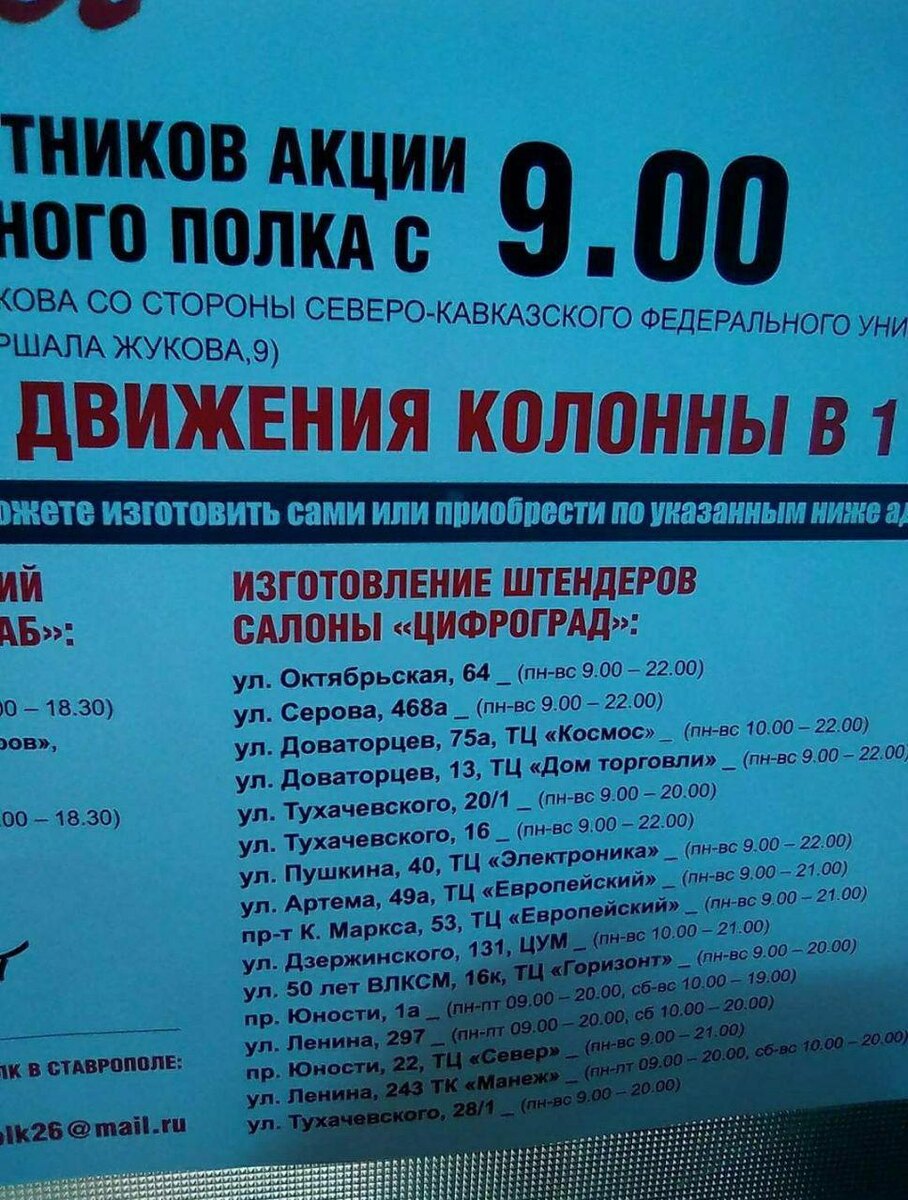 ТНИКОВ АКЦИИ
НОГО ПОЛКА С 9.00
КОВА СО СТОРОНЫ СЕВЕРО-КАВКАЗСКОГО ФЕДЕРАЛЬНОГО УНИ
РШАЛА ЖУКОВА,9)
ДВИЖЕНИЯ КОЛОННЫ В 1
ожете изготовить сами или приобрести по указанным ниже ад
ИЙ
АБ»:
00 – 18.30)
ров»,
.00 – 18.30)
ЛК В СТАВРОПОЛЕ:
olk26@mail.ru
ИЗГОТОВЛЕНИЕ ШТЕНДЕРОВ
САЛОНЫ «ЦИФРОГРАД»:
ул. Октябрьская, 64 _ (пн-вс 9.00 – 22.00)
ул. Серова, 468а _ (пн-вс 9.00 – 22.00)
ул. Доваторцев, 75а, ТЦ «Космос» _ (пн-вс 10.00 – 22.00)
ул. Доваторцев, 13, ТЦ «Дом торговли» _ (пн-вс 9.00 – 22.00)
ул. Тухачевского, 20/1 _ (пн-вс 9.00 – 20.00)
ул. Тухачевского, 16 _ (пн-вс 9.00 – 22.00)
ул. Пушкина, 40, ТЦ «Электроника» _ (пн-вс 9.00 – 22.00)
ул. Артема, 49а, ТЦ «Европейский» _ (пн-вс 9.00 – 21.00)
пр-т К. Маркса, 53, ТЦ «Европейский» _ (пн-вс 9.00 – 21.00)
ул. Дзержинского, 131, ЦУМ _ (пн-вс 10.00 – 21.00)
ул. 50 лет ВЛКСМ, 16к, ТЦ «Горизонт» _ (пн-вс 9.00 – 20.00)
пр. Юности, 1а _ (пн-пт 09.00 – 20.00, сб-вс 10.00 – 19.00)
ул. Ленина, 297 _ (пн-пт 09.00 – 20.00, сб 10.00 – 20.00)
пр. Юности, 22, ТЦ «Север» _ (пн-вс 9.00 – 21.00)
ул. Ленина, 243 ТК «Манеж» _ (пн-пт 09.00 – 20.00, сб-вс 10.00 – 20.00)
ул. Тухачевского, 28/1 _ (пн-вс 9.00 – 20.00)